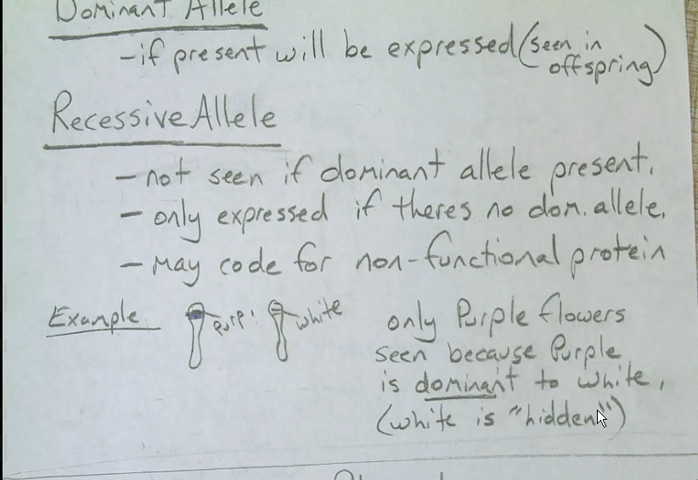 Dominant Allele
-if present will be expressed (seen in
offspring)
Recessive Allele
- not seen if dominant allele present.
- only expressed if theres no dom. allele.
- may code for non-functional protein
Example
purp
white
only Purple flowers
seen because Purple
is dominant to white.
(white is "hidden")